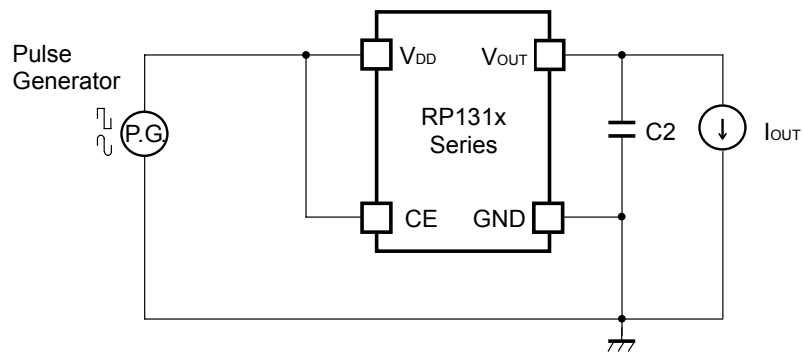 Pulse
Generator
P.G.
VDD
VOUT
RP131x
Series
CE
GND
C2
IOUT